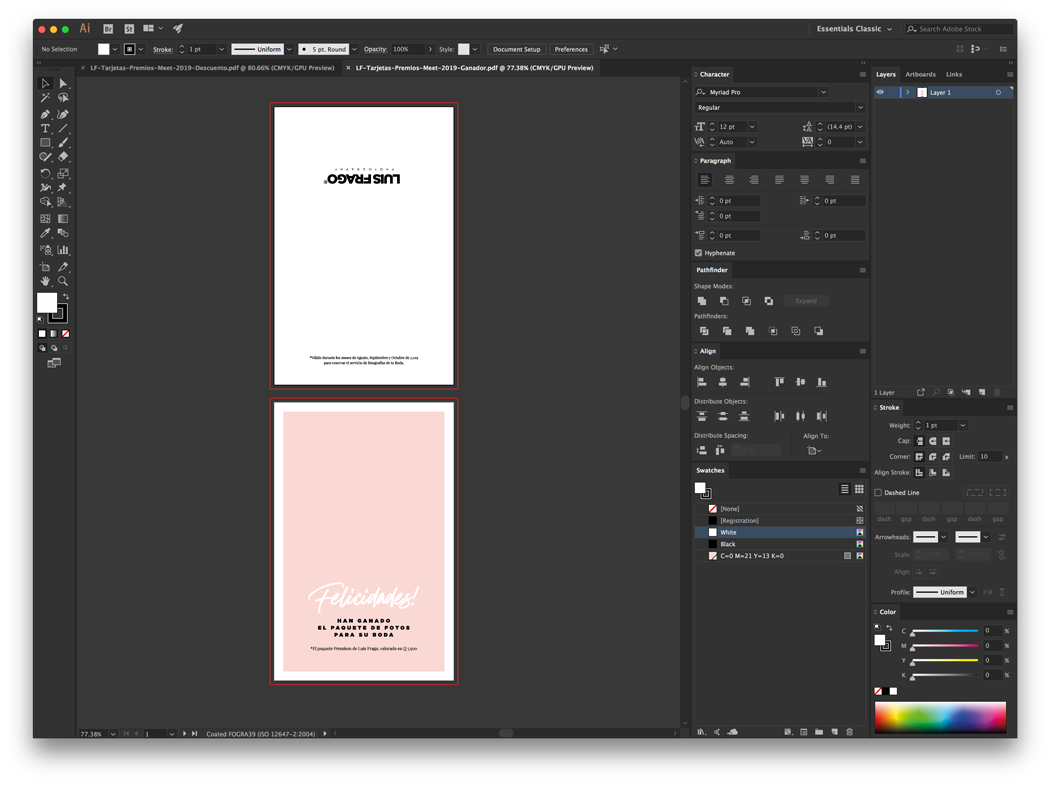 Ai Br St
Essentials Classic
Search Adobe Stock
No Selection Stroke: 1 pt Uniform 5 pt. Round Opacity: 100% Style: Document Setup Preferences
× LF-Tarjetas-Premios-Meet-2019-Descuento.pdf @ 80.66% (CMYK/GPU Preview)
× LF-Tarjetas-Premios-Meet-2019-Ganador.pdf @ 77.38% (CMYK/GPU Preview)
PHOTOGRAPHY
LUIS FRAGO®
*Válido durante los meses de Agosto, Septiembre y Octubre de 2,019
para reservar el servicio de fotografías de la Boda.
Felicidades!
HAN GANADO
EL PAQUETE DE FOTOS
PARA SU BODA
*El paquete Premium de Luis Frago, valorado en Q 7,900
77.38% 1 Coated FOGRA39 (ISO 12647-2:2004)
Character
Myriad Pro
Regular
12 pt (14.4 pt)
Auto 0
Paragraph
0 pt 0 pt
0 pt
0 pt 0 pt
Hyphenate
Pathfinder
Shape Modes:
Expand
Pathfinders:
Align
Align Objects:
Distribute Objects:
Distribute Spacing: Align To:
Swatches
[None]
[Registration]
White
Black
C=0 M=21 Y=13 K=0
Layers Artboards Links
Layer 1
1 Layer
Stroke
Weight: 1 pt
Cap:
Corner: Limit: 10 x
Align Stroke:
Dashed Line
dash gap dash gap dash gap
Arrowheads:
Scale:
Align:
Profile: Uniform
Color
C 0 %
M 0 %
Y 0 %
K 0 %